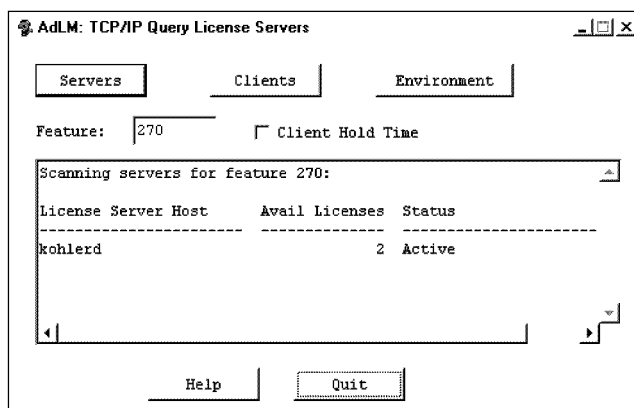 AdLM: TCP/IP Query License Servers
Servers Clients Environment
Feature: 270 Client Hold Time
Scanning servers for feature 270:
License Server Host Avail Licenses Status
----------------------- -------------- ----------------------
kohlerd 2 Active
Help Quit